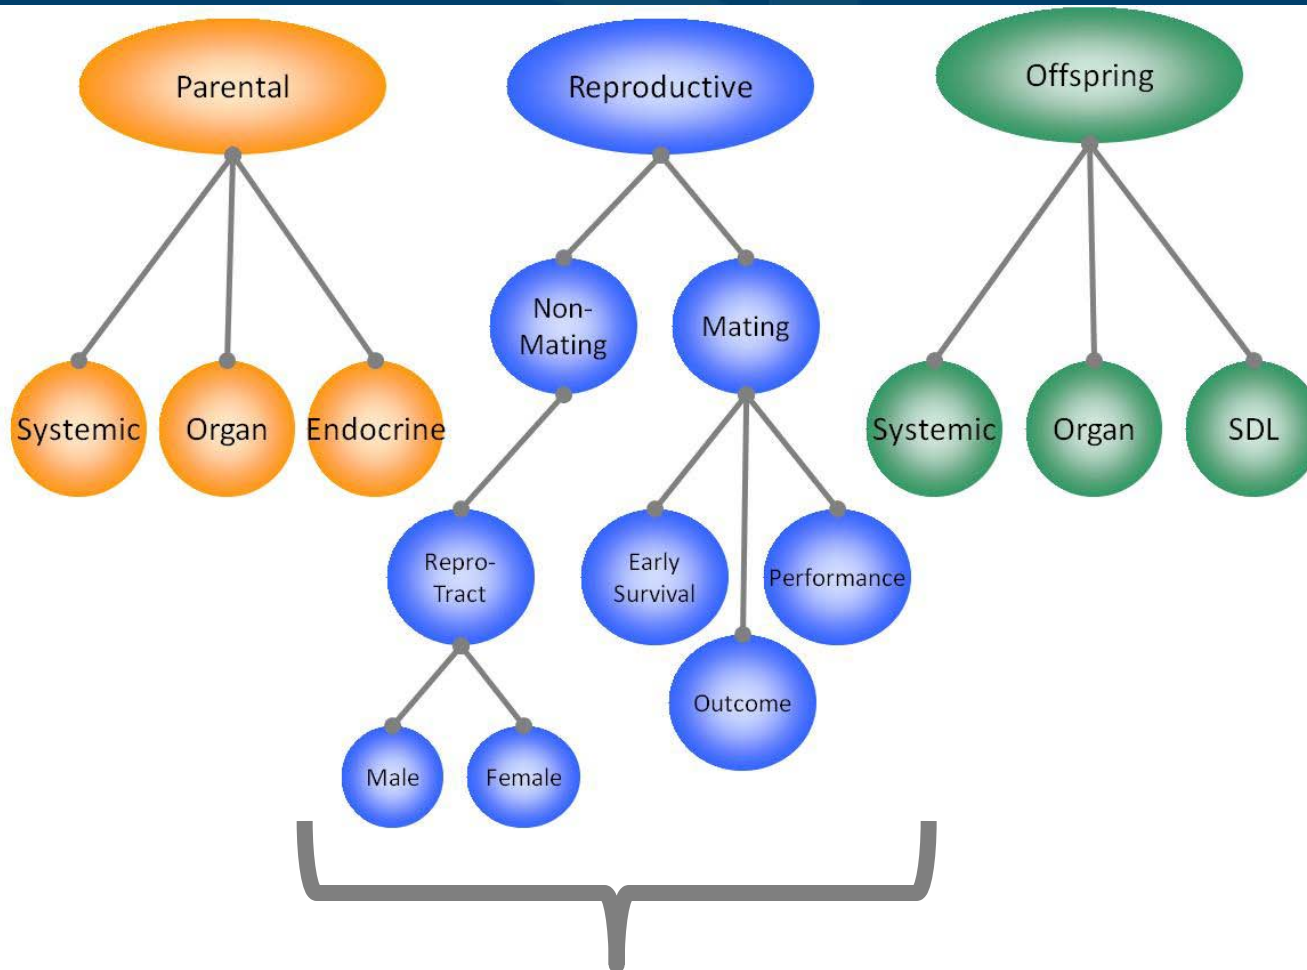 Parental
Reproductive
Offspring
Non-
Mating
Mating
Systemic
Organ
Endocrine
Systemic
Organ
SDL
Repro-
Tract
Early
Survival
Performance
Outcome
Male
Female